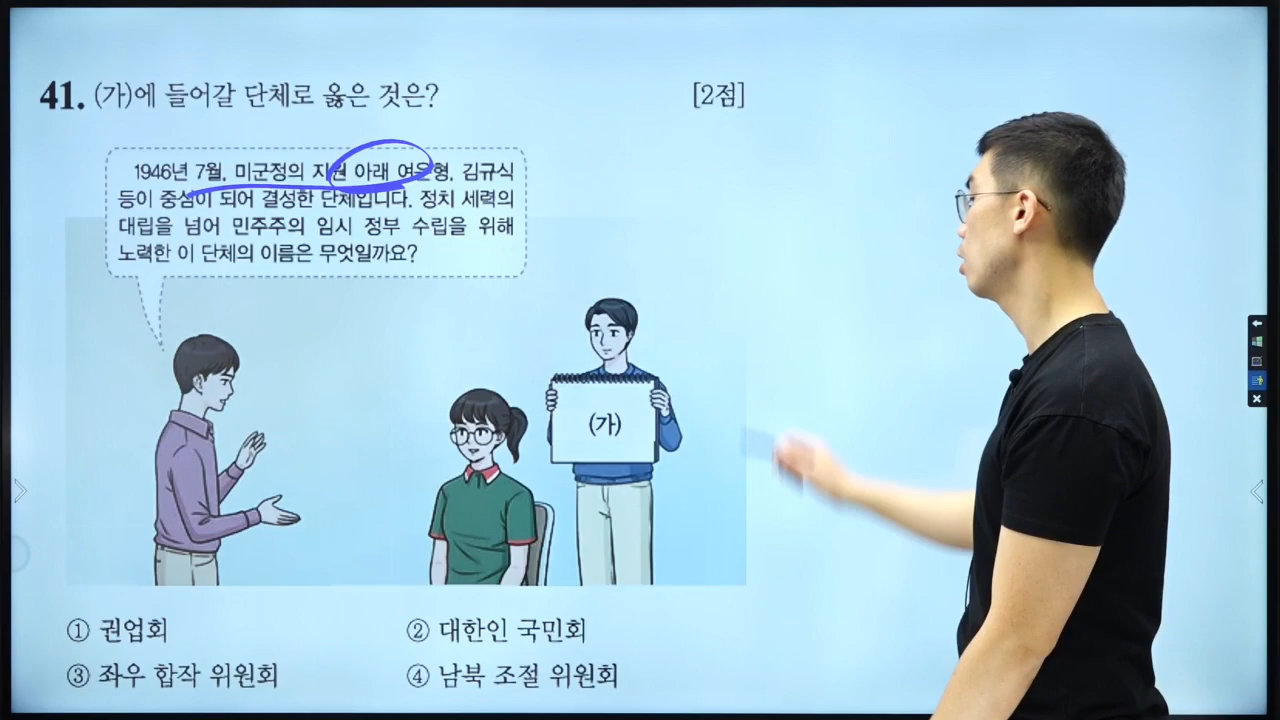 41. (가)에 들어갈 단체로 옳은 것은? [2점]
1946년 7월, 미군정의 지원 아래 여운형, 김규식
등이 중심이 되어 결성한 단체입니다. 정치 세력의
대립을 넘어 민주주의 임시 정부 수립을 위해
노력한 이 단체의 이름은 무엇일까요?
(가)
① 권업회 ② 대한인 국민회
③ 좌우 합작 위원회 ④ 남북 조절 위원회